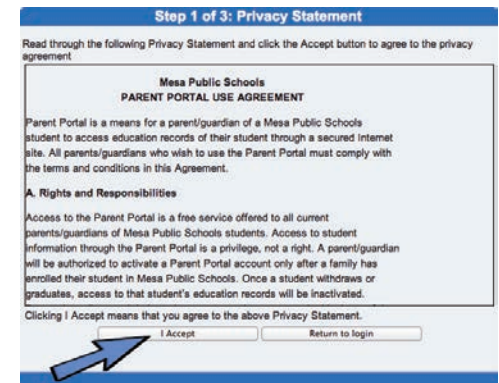 Step 1 of 3: Privacy Statement
Read through the following Privacy Statement and click the Accept button to agree to the privacy
agreement
Mesa Public Schools
PARENT PORTAL USE AGREEMENT
Parent Portal is a means for a parent/guardian of a Mesa Public Schools
student to access education records of their student through a secured Internet
site. All parents/guardians who wish to use the Parent Portal must comply with
the terms and conditions in this Agreement.
A. Rights and Responsibilities
Access to the Parent Portal is a free service offered to all current
parents/guardians of Mesa Public Schools students. Access to student
information through the Parent Portal is a privilege, not a right. A parent/guardian
will be authorized to activate a Parent Portal account only after a family has
enrolled their student in Mesa Public Schools. Once a student withdraws or
graduates, access to that student's education records will be inactivated.
Clicking I Accept means that you agree to the above Privacy Statement.
I Accept Return to login